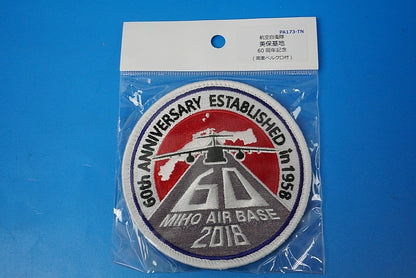 PA173-TN
航空自衛隊
美保基地
60周年記念
(両面ベルクロ付)
60th ANNIVERSARY ESTABLISHED in 1958
60
MIHO AIR BASE
2018